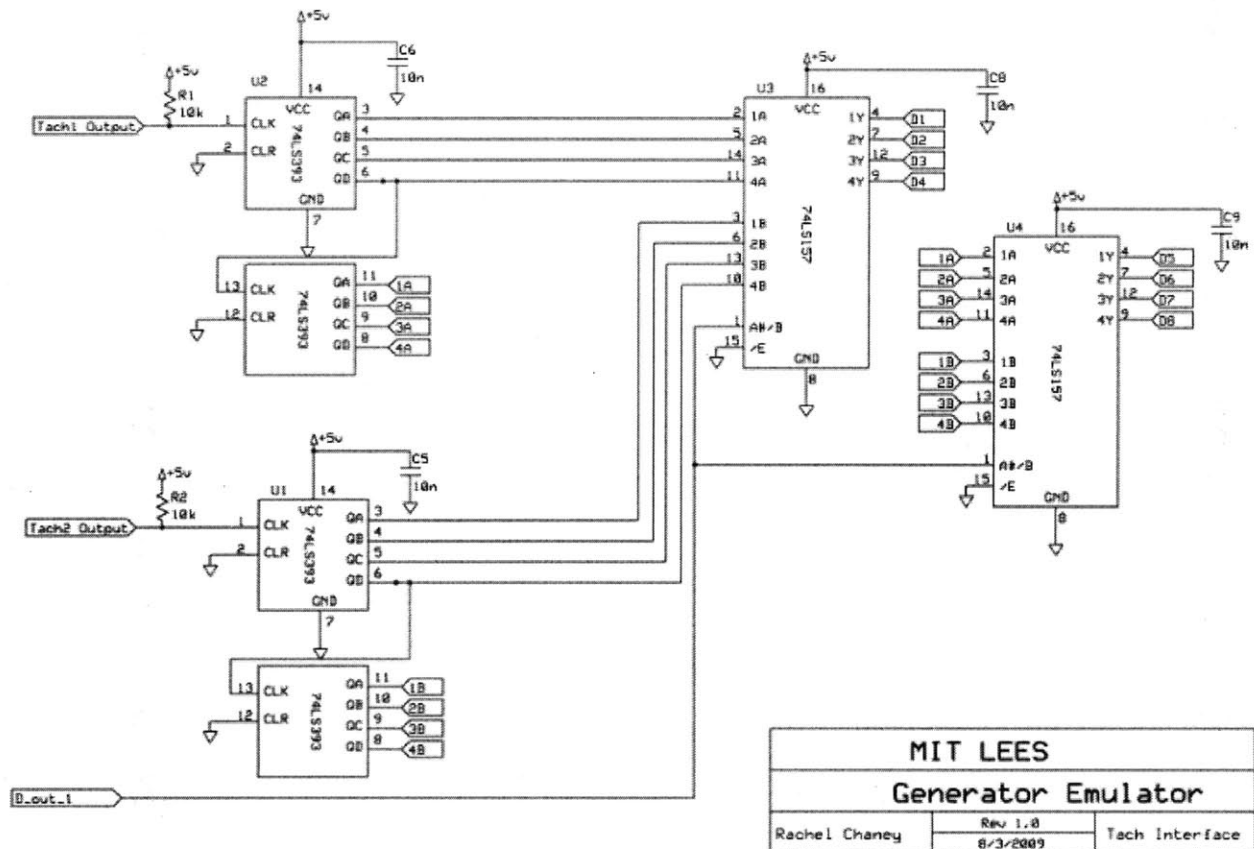 +5v
C6
10n
+5v
R1
10k
U2
14
VCC
Tach1 Output
1
CLK
QA
3
QB
4
2
CLR
QC
5
QD
6
74LS393
GND
7
13
CLK
QA
11
1A
QB
10
2A
12
CLR
QC
9
3A
QD
8
4A
74LS393
+5v
C8
10n
U3
16
VCC
2
1A
1Y
4
D1
5
2A
2Y
7
D2
14
3A
3Y
12
D3
11
4A
4Y
9
D4
74LS157
3
1B
6
2B
13
3B
10
4B
1
A#/B
15
/E
GND
8
+5v
C9
10n
U4
16
VCC
1A
2
1A
1Y
4
D5
2A
5
2A
2Y
7
D6
3A
14
3A
3Y
12
D7
4A
11
4A
4Y
9
D8
74LS157
1B
3
1B
2B
6
2B
3B
13
3B
4B
10
4B
1
A#/B
15
/E
GND
8
+5v
C5
10n
+5v
R2
10k
U1
14
VCC
Tach2 Output
1
CLK
QA
3
QB
4
2
CLR
QC
5
QD
6
74LS393
GND
7
13
CLK
QA
11
1B
QB
10
2B
12
CLR
QC
9
3B
QD
8
4B
74LS393
D_out_1
MIT LEES
Generator Emulator
Rachel Chaney
Rev 1.0
8/3/2009
Tach Interface